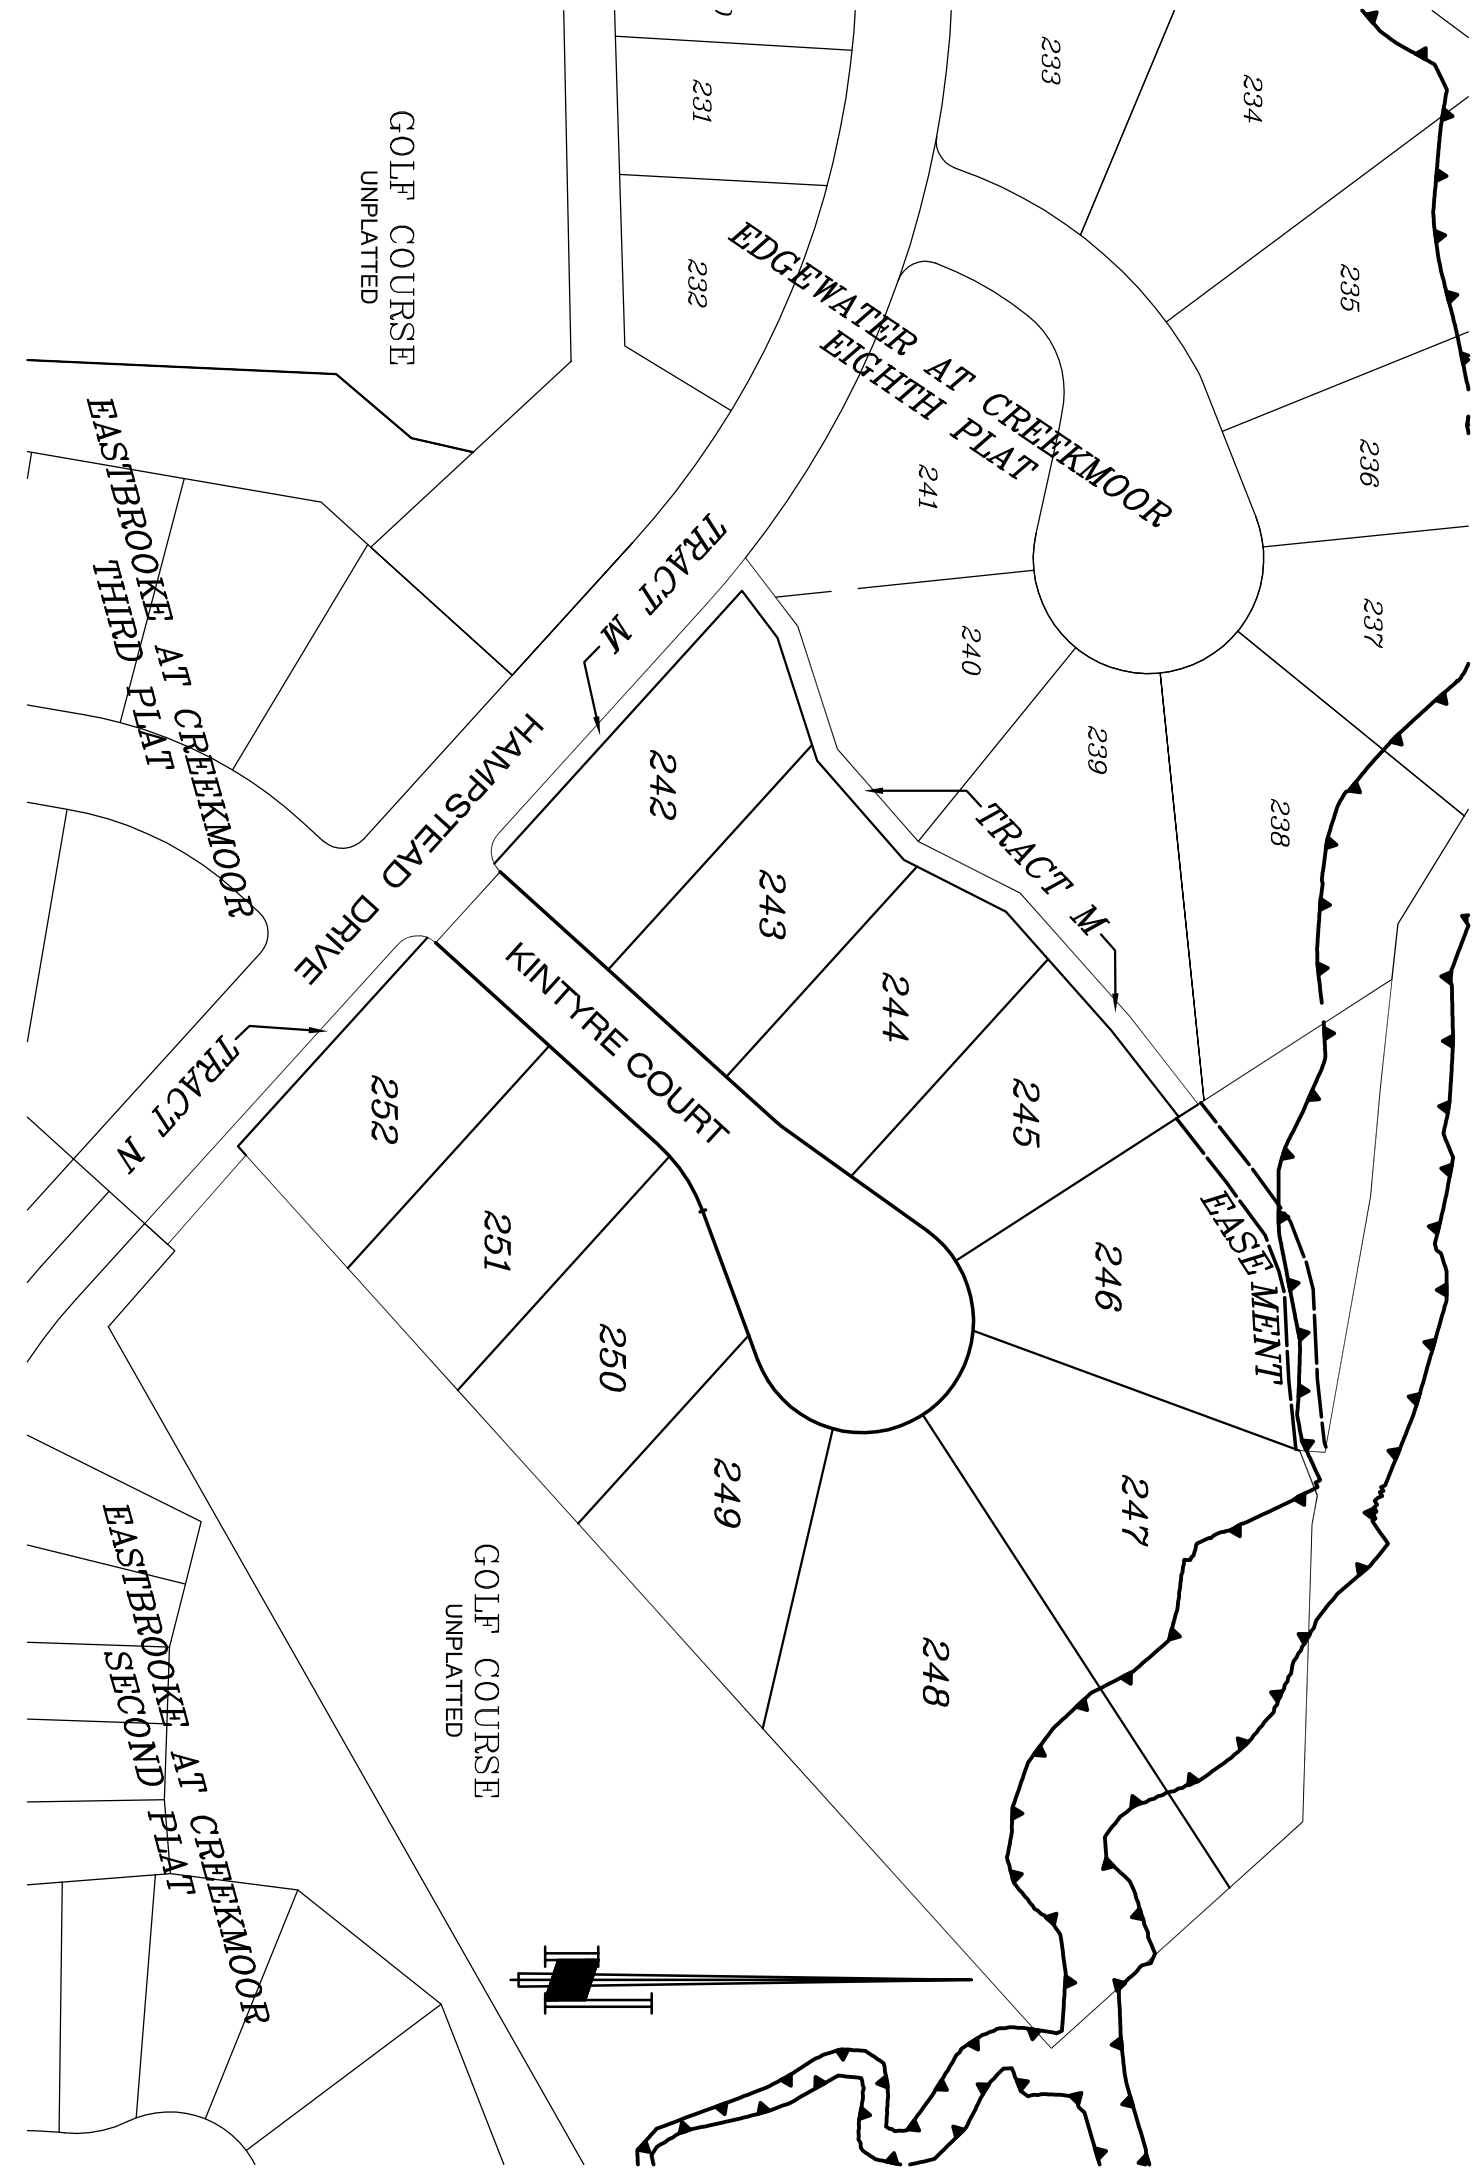 233
234
231
235
232
GOLF COURSE
UNPLATTED
EDGEWATER AT CREEKMOOR
EIGHTH PLAT
236
241
237
240
239
238
TRACT M
EASTBROOKE AT CREEKMOOR
THIRD PLAT
242
243
244
245
246
247
248
249
250
251
252
TRACT M
HAMPSTEAD DRIVE
KINTYRE COURT
TRACT N
EASEMENT
GOLF COURSE
UNPLATTED
EASTBROOKE AT CREEKMOOR
SECOND PLAT